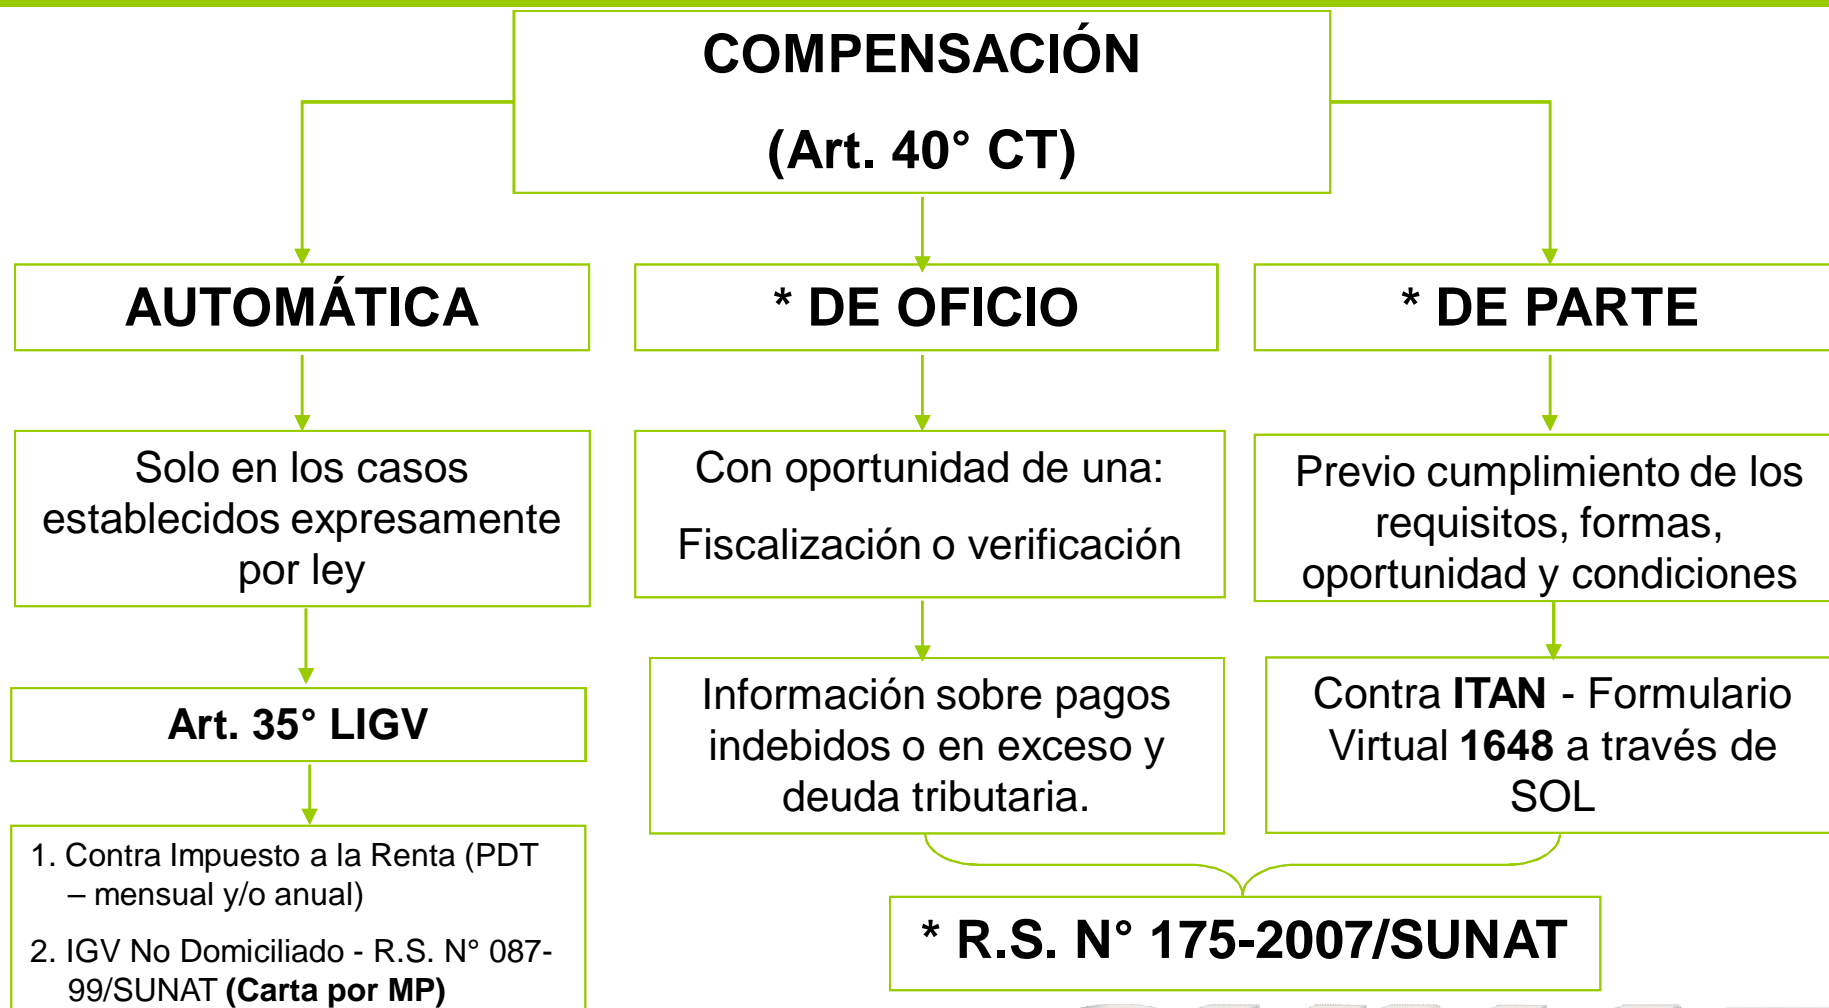 COMPENSACIÓN
(Art. 40° CT)
AUTOMÁTICA
* DE OFICIO
* DE PARTE
Solo en los casos
establecidos expresamente
por ley
Con oportunidad de una:
Fiscalización o verificación
Previo cumplimiento de los
requisitos, formas,
oportunidad y condiciones
Art. 35° LIGV
Información sobre pagos
indebidos o en exceso y
deuda tributaria.
Contra ITAN - Formulario
Virtual 1648 a través de
SOL
1. Contra Impuesto a la Renta (PDT
– mensual y/o anual)
2. IGV No Domiciliado - R.S. N° 087-
99/SUNAT (Carta por MP)
* R.S. N° 175-2007/SUNAT